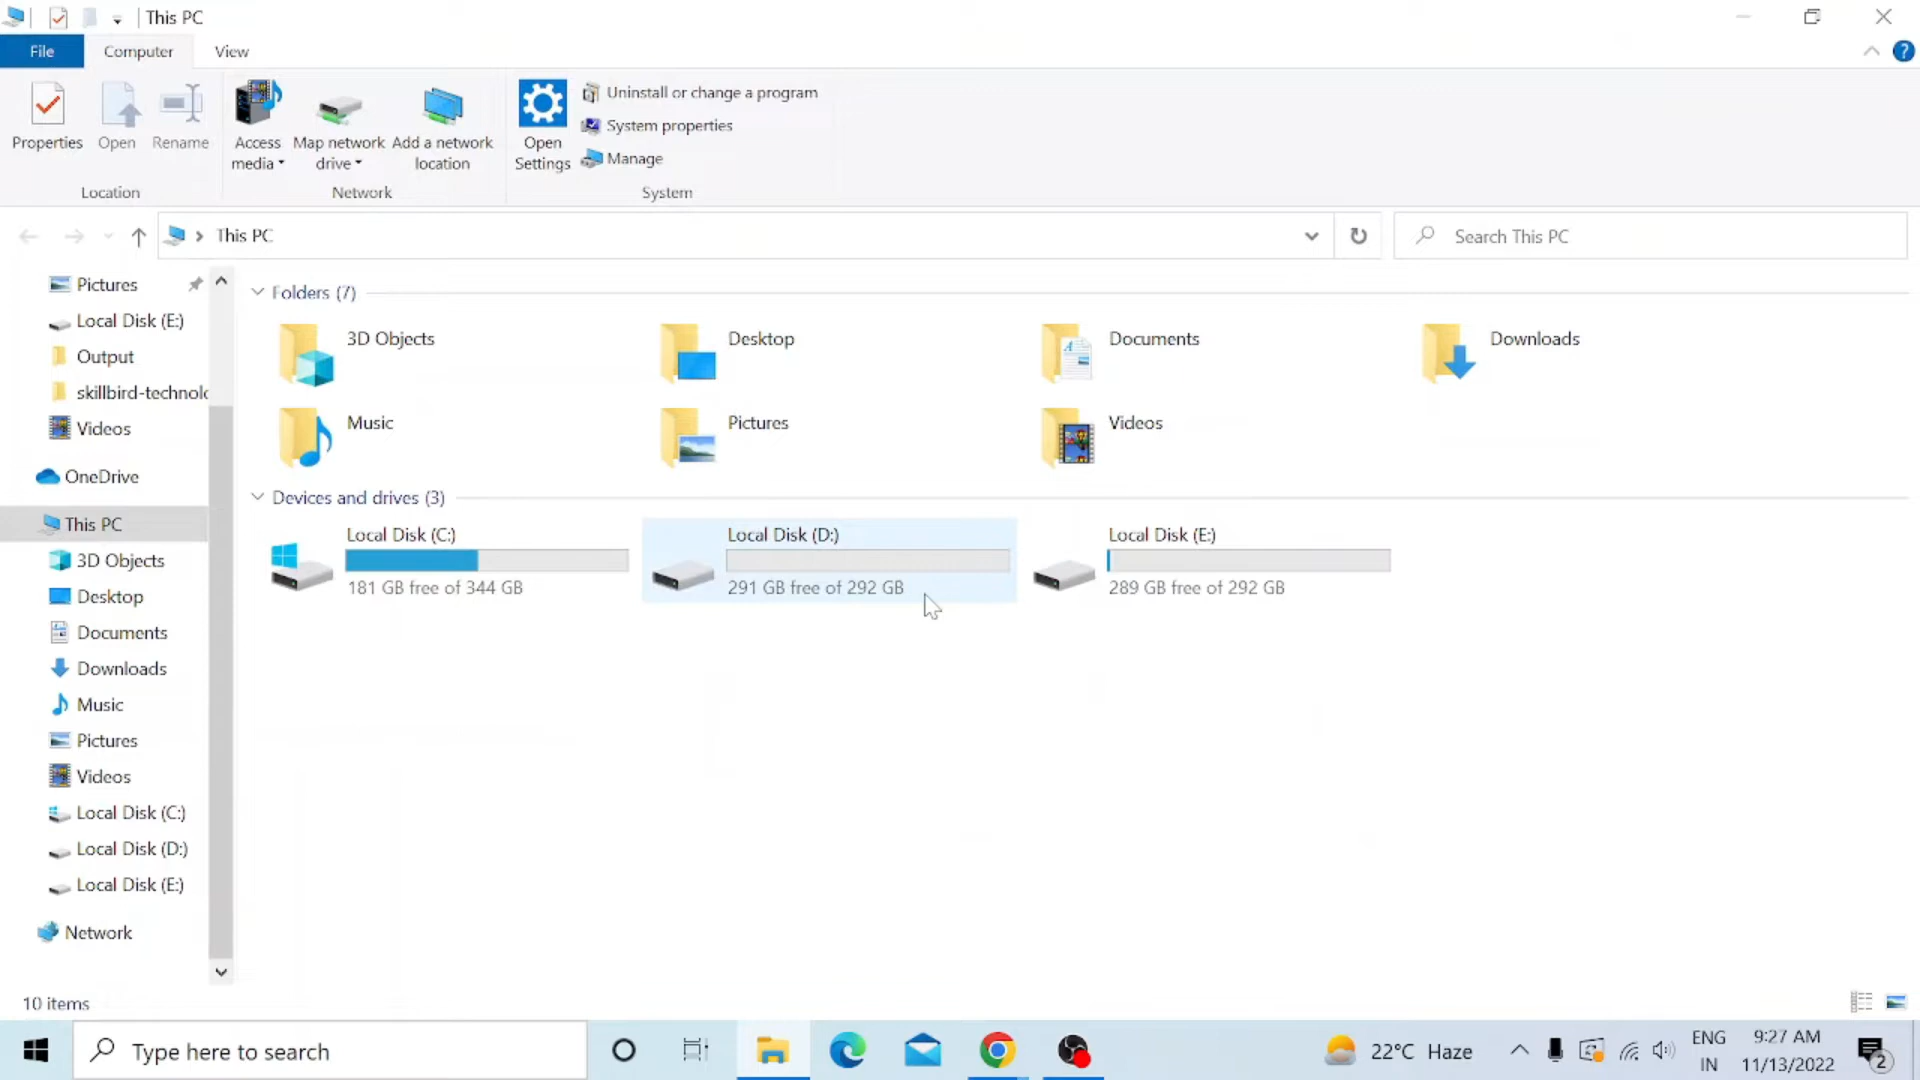 This PC
File
Computer
View
Properties
Open
Rename
Access media
Map network drive
Add a network location
Open Settings
Uninstall or change a program
System properties
Manage
Location
Network
System
This PC
Search This PC
Pictures
Local Disk (E:)
Output
skillbird-technolo
Videos
OneDrive
This PC
3D Objects
Desktop
Documents
Downloads
Music
Pictures
Videos
Local Disk (C:)
Local Disk (D:)
Local Disk (E:)
Network
Folders (7)
3D Objects
Desktop
Documents
Downloads
Music
Pictures
Videos
Devices and drives (3)
Local Disk (C:)
181 GB free of 344 GB
Local Disk (D:)
291 GB free of 292 GB
Local Disk (E:)
289 GB free of 292 GB
10 items
Type here to search
22°C Haze
ENG
IN
9:27 AM
11/13/2022
2